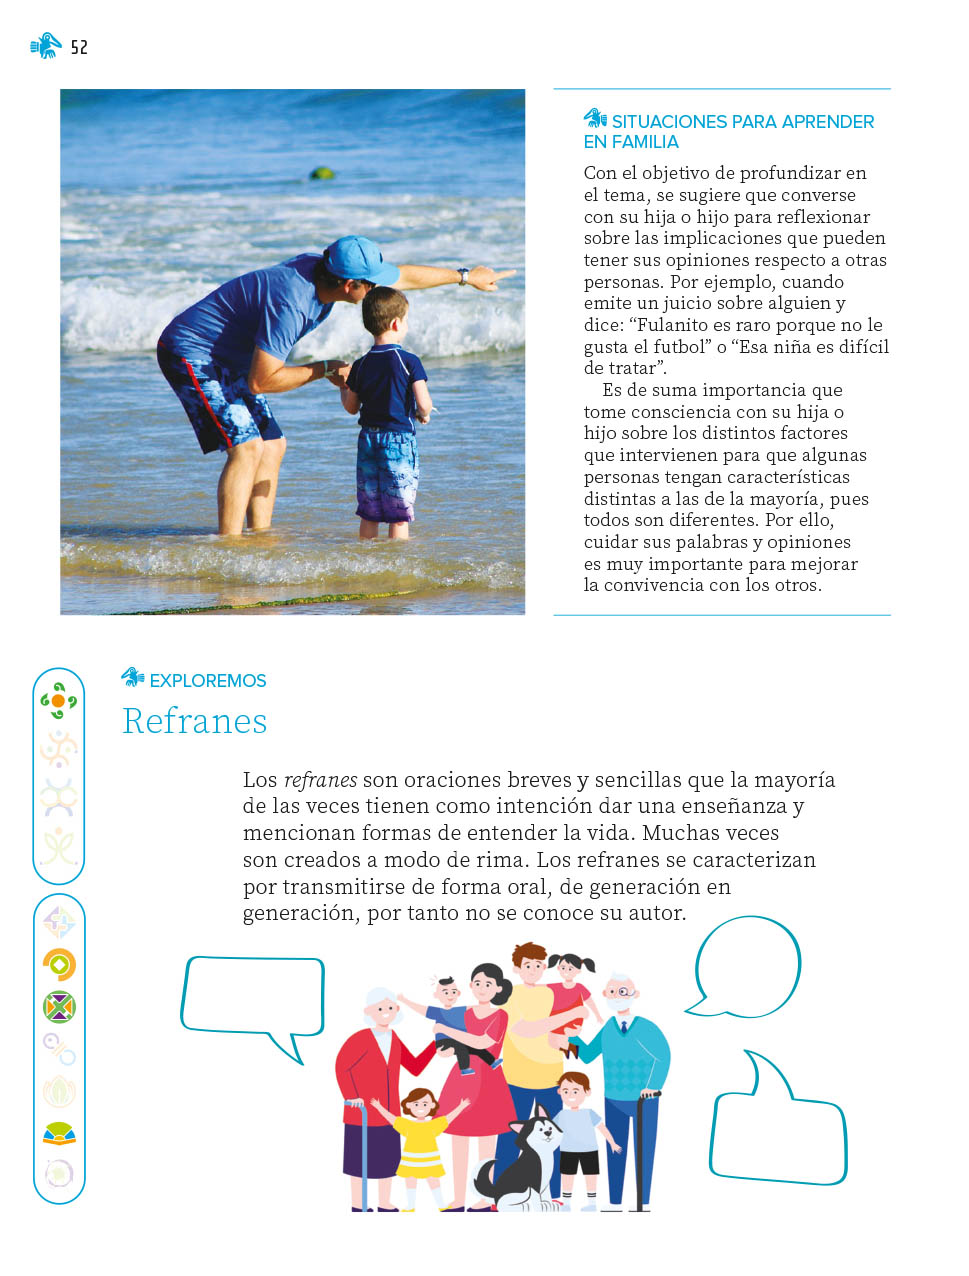 52
SITUACIONES PARA APRENDER
EN FAMILIA
Con el objetivo de profundizar en
el tema, se sugiere que converse
con su hija o hijo para reflexionar
sobre las implicaciones que pueden
tener sus opiniones respecto a otras
personas. Por ejemplo, cuando
emite un juicio sobre alguien y
dice: “Fulanito es raro porque no le
gusta el futbol” o “Esa niña es difícil
de tratar”.
Es de suma importancia que
tome consciencia con su hija o
hijo sobre los distintos factores
que intervienen para que algunas
personas tengan características
distintas a las de la mayoría, pues
todos son diferentes. Por ello,
cuidar sus palabras y opiniones
es muy importante para mejorar
la convivencia con los otros.
EXPLOREMOS
Refranes
Los refranes son oraciones breves y sencillas que la mayoría
de las veces tienen como intención dar una enseñanza y
mencionan formas de entender la vida. Muchas veces
son creados a modo de rima. Los refranes se caracterizan
por transmitirse de forma oral, de generación en
generación, por tanto no se conoce su autor.